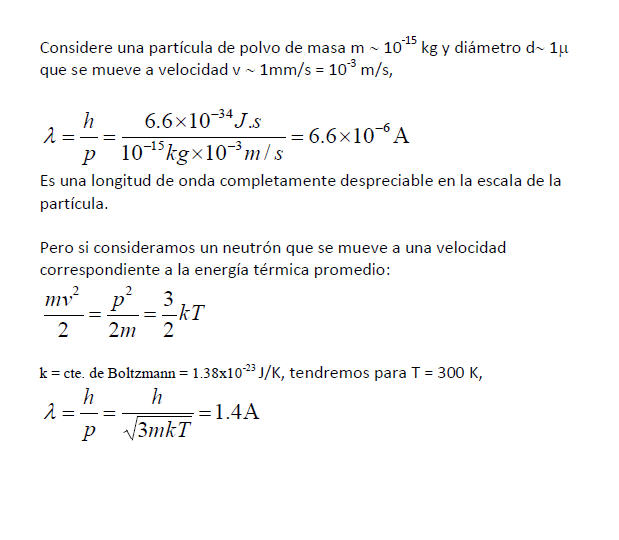 Considere una partícula de polvo de masa m ~ 10⁻¹⁵ kg y diámetro d~ 1μ
que se mueve a velocidad v ~ 1mm/s = 10⁻³ m/s,
λ = h/p = 6.6×10⁻³⁴ J.s / 10⁻¹⁵ kg×10⁻³ m/s = 6.6×10⁻⁶ A
Es una longitud de onda completamente despreciable en la escala de la
partícula.
Pero si consideramos un neutrón que se mueve a una velocidad
correspondiente a la energía térmica promedio:
mv²/2 = p²/2m = 3/2 kT
k = cte. de Boltzmann = 1.38x10⁻²³ J/K, tendremos para T = 300 K,
λ = h/p = h/√3mkT = 1.4 A